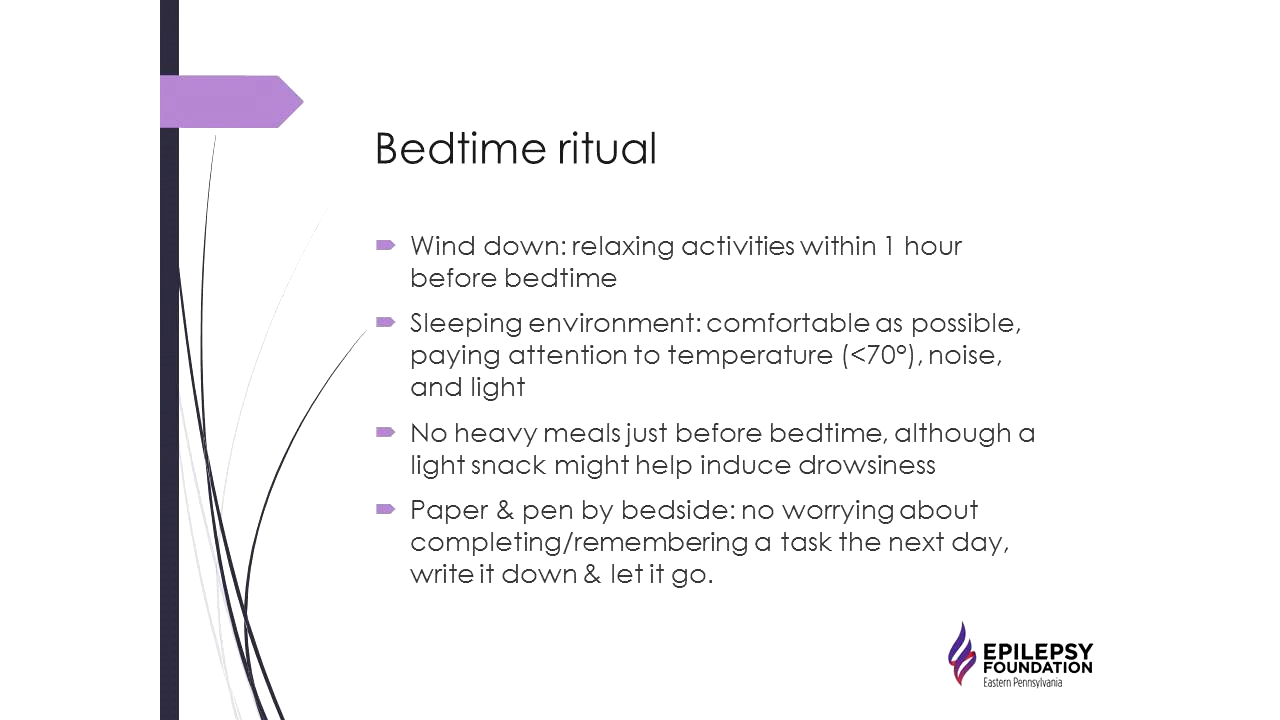 Bedtime ritual
Wind down: relaxing activities within 1 hour
before bedtime
Sleeping environment: comfortable as possible,
paying attention to temperature (<70°), noise,
and light
No heavy meals just before bedtime, although a
light snack might help induce drowsiness
Paper & pen by bedside: no worrying about
completing/remembering a task the next day,
write it down & let it go.
EPILEPSY
FOUNDATION
Eastern Pennsylvania